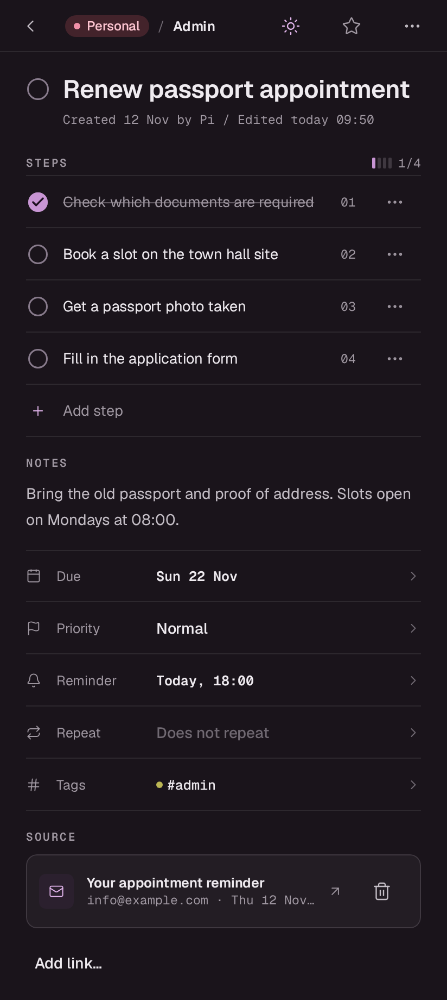 Personal / Admin
Renew passport appointment
Created 12 Nov by Pi / Edited today 09:50
STEPS 1/4
Check which documents are required 01
Book a slot on the town hall site 02
Get a passport photo taken 03
Fill in the application form 04
+ Add step
NOTES
Bring the old passport and proof of address. Slots open
on Mondays at 08:00.
Due Sun 22 Nov
Priority Normal
Reminder Today, 18:00
Repeat Does not repeat
Tags #admin
SOURCE
Your appointment reminder
info@example.com · Thu 12 Nov…
Add link…